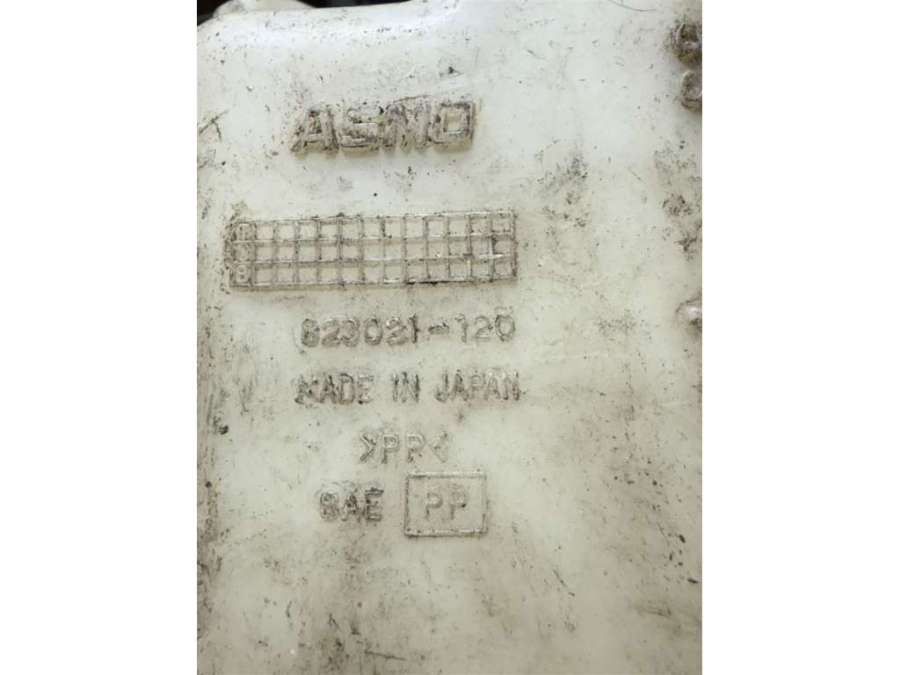 ASMO
823021-120
MADE IN JAPAN
>PP<
SAE PP